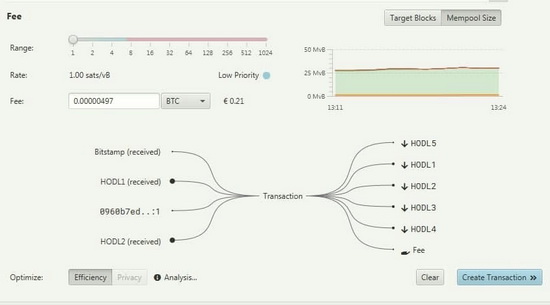 Fee
Target Blocks Mempool Size
Range:
1 2 4 8 16 32 64 128 256 512 1024
50 MvB
25 MvB
0 MvB
13:11 13:24
Rate: 1.00 sats/vB Low Priority
Fee: 0.00000497 BTC € 0.21
Bitstamp (received)
HODL1 (received)
0960b7ed..:1
HODL2 (received)
Transaction
HODL5
HODL1
HODL2
HODL3
HODL4
Fee
Optimize: Efficiency Privacy Analysis... Clear Create Transaction